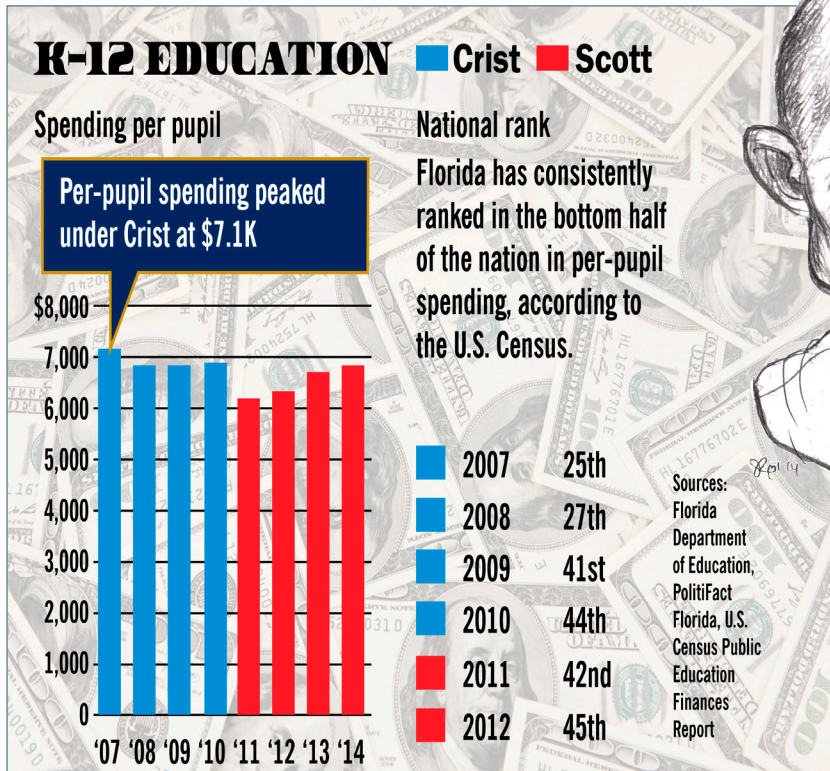 K-12 EDUCATION
Crist
Scott
Spending per pupil
Per-pupil spending peaked
under Crist at $7.1K
$8,000
7,000
6,000
5,000
4,000
3,000
2,000
1,000
0
‘07 ‘08 ‘09 ‘10 ‘11 ‘12 ‘13 ‘14
National rank
Florida has consistently
ranked in the bottom half
of the nation in per-pupil
spending, according to
the U.S. Census.
2007 25th
2008 27th
2009 41st
2010 44th
2011 42nd
2012 45th
Sources:
Florida
Department
of Education,
PolitiFact
Florida, U.S.
Census Public
Education
Finances
Report